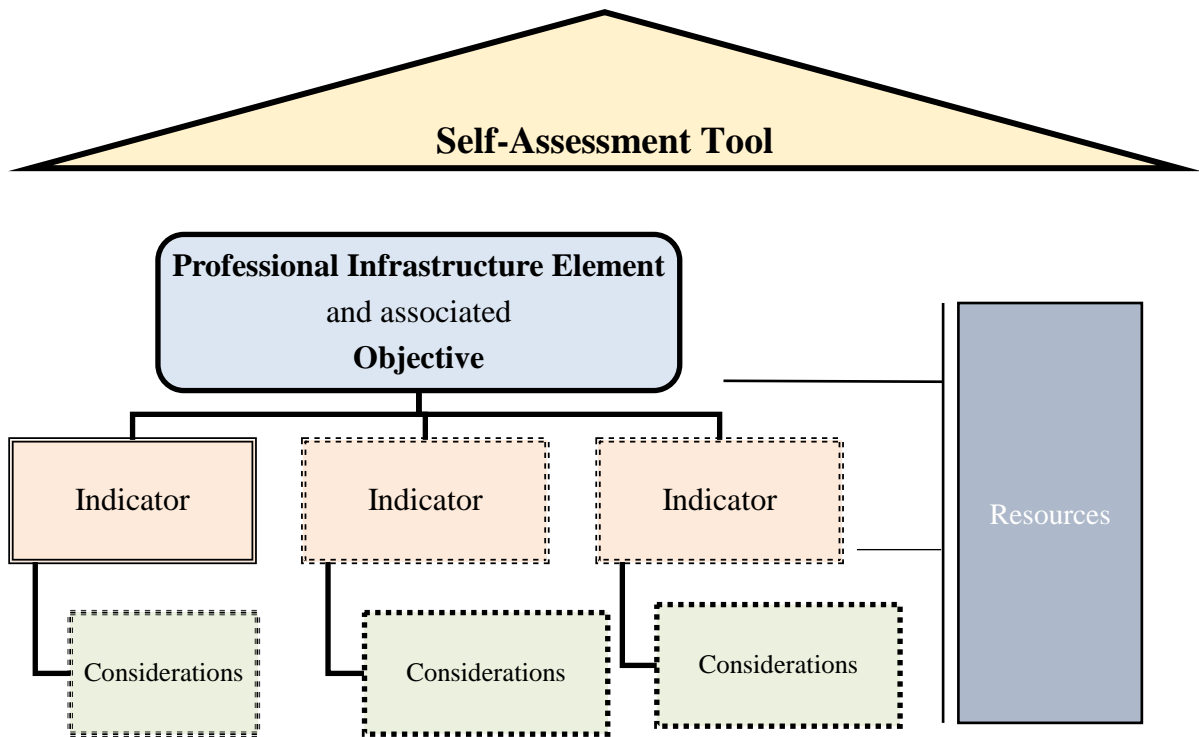 Self-Assessment Tool
Professional Infrastructure Element
and associated
Objective
Indicator
Indicator
Indicator
Resources
Considerations
Considerations
Considerations